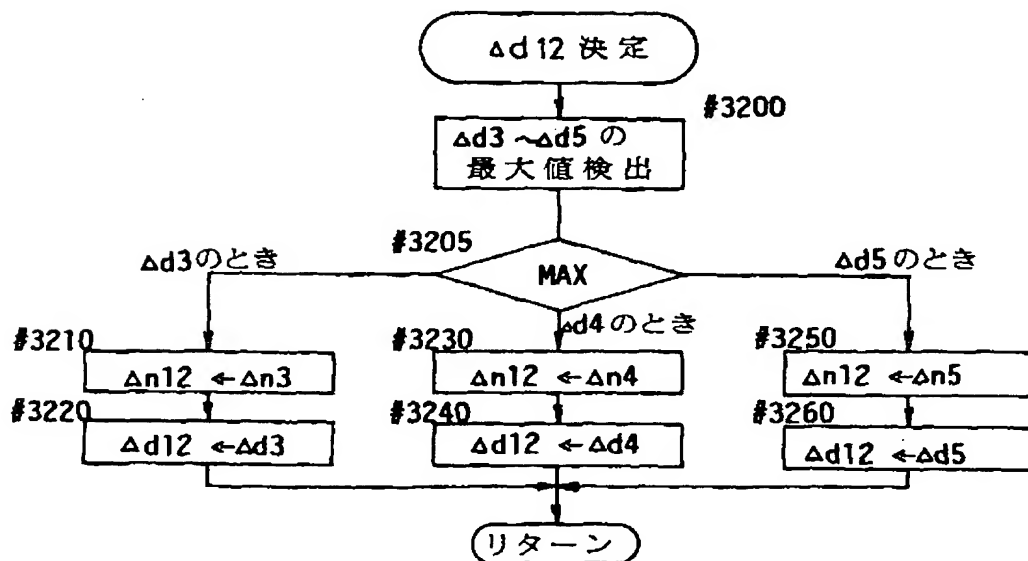 Δd12 決定
#3200
Δd3 ～Δd5 の
最大値検出
#3205
MAX
Δd3のとき
Δd4のとき
Δd5のとき
#3210
Δn12 ←Δn3
#3220
Δd12 ←Δd3
#3230
Δn12 ←Δn4
#3240
Δd12 ←Δd4
#3250
Δn12 ←Δn5
#3260
Δd12 ←Δd5
リターン